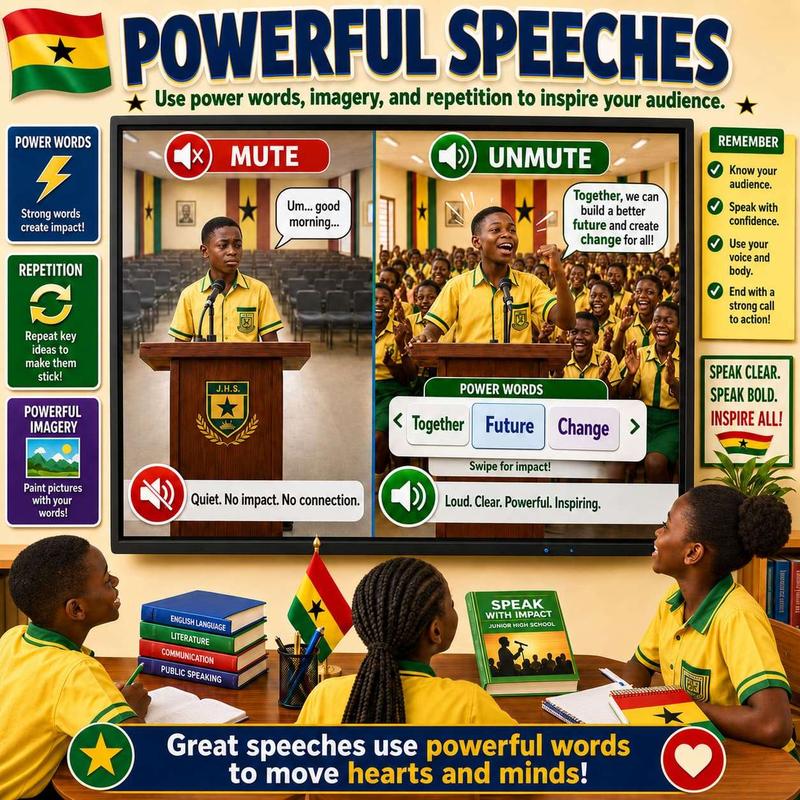 POWERFUL SPEECHES
Use power words, imagery, and repetition to inspire your audience.
POWER WORDS
Strong words
create impact!
REPETITION
Repeat key
ideas to
make them
stick!
POWERFUL
IMAGERY
Paint pictures
with your
words!
MUTE
Um... good
morning...
J.H.S.
Quiet. No impact. No connection.
UNMUTE
Together, we can
build a better
future and create
change for all!
POWER WORDS
Together
Future
Change
Swipe for impact!
Loud. Clear. Powerful. Inspiring.
REMEMBER
Know your
audience.
Speak with
confidence.
Use your
voice and
body.
End with a
strong call
to action!
SPEAK CLEAR.
SPEAK BOLD.
INSPIRE ALL!
ENGLISH LANGUAGE
LITERATURE
COMMUNICATION
PUBLIC SPEAKING
SPEAK
WITH IMPACT
JUNIOR HIGH SCHOOL
Great speeches use powerful words
to move hearts and minds!